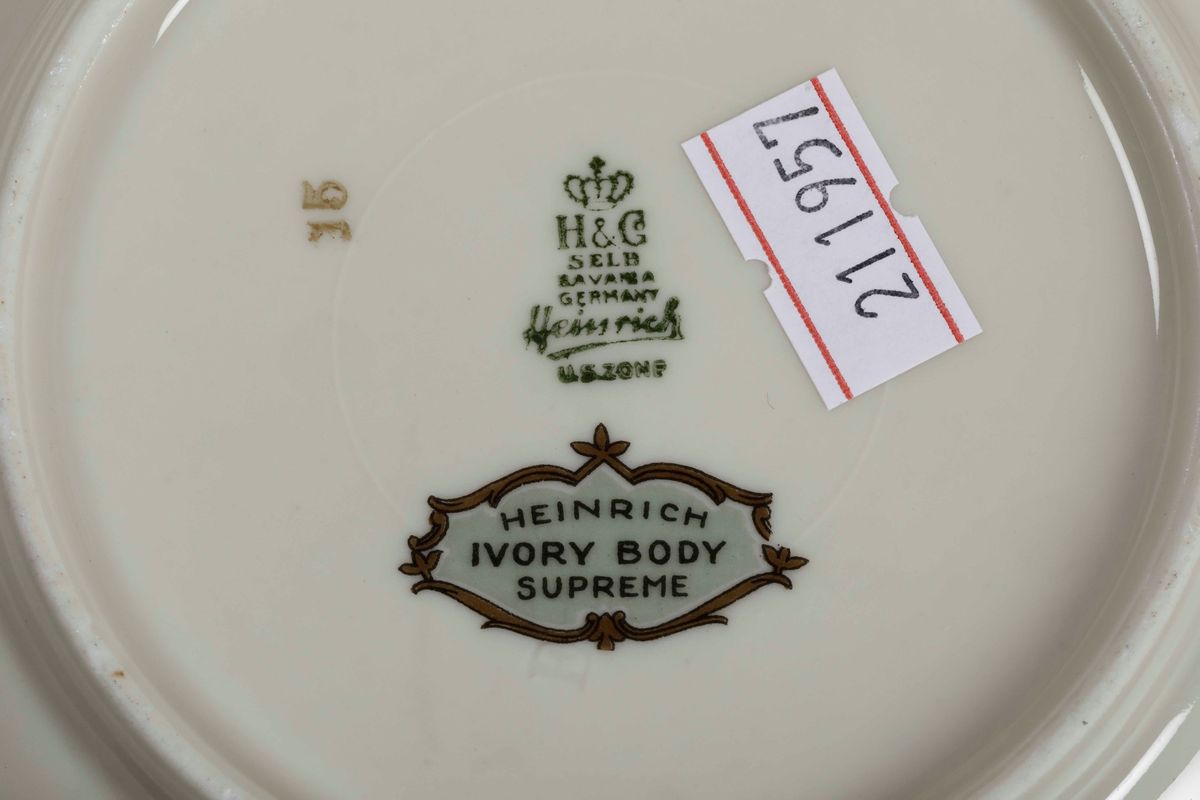 15
H&C
SELB
BAVARIA
GERMANY
Heinrich
U.S.ZONE
HEINRICH
IVORY BODY
SUPREME
211957